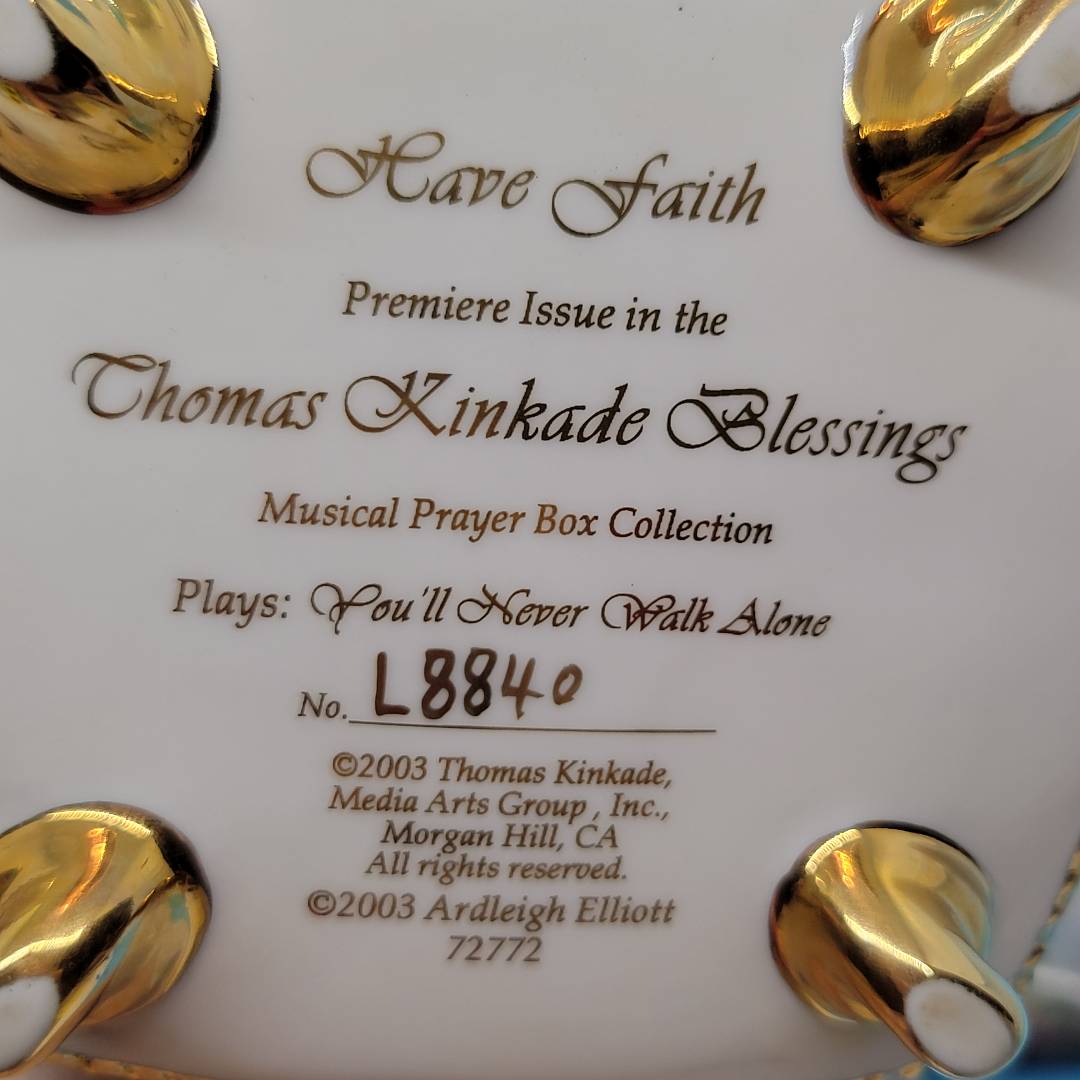 Have Faith
Premiere Issue in the
Thomas Kinkade Blessings
Musical Prayer Box Collection
Plays: You'll Never Walk Alone
No. L8840
©2003 Thomas Kinkade,
Media Arts Group, Inc.,
Morgan Hill, CA
All rights reserved.
©2003 Ardleigh Elliott
72772